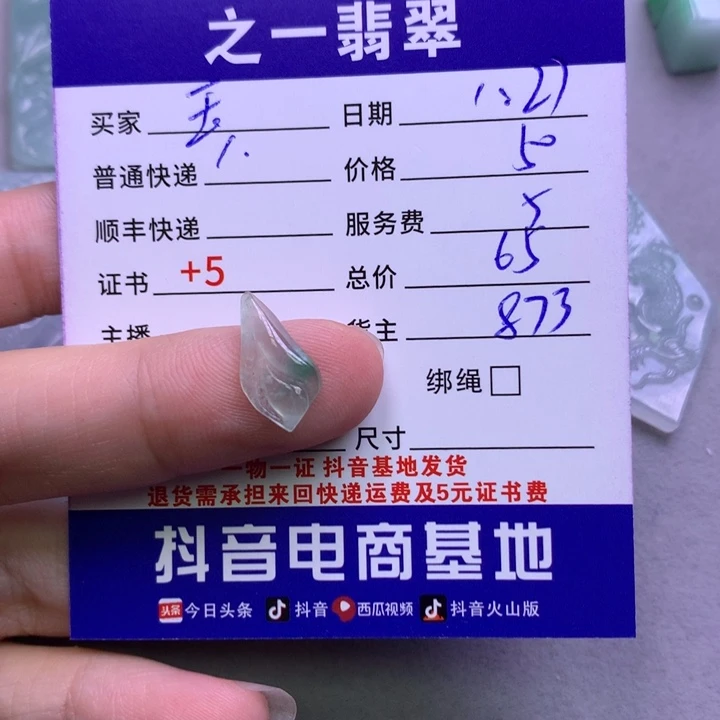 之一翡翠
买家 日期 1.21
普通快递 价格 50
顺丰快递 服务费 5
证书 +5 总价 65
主播 货主 873
绑绳
尺寸
一物一证 抖音基地发货
退货需承担来回快递运费及5元证书费
抖音电商基地
头条 今日头条 抖音 西瓜视频 抖音火山版